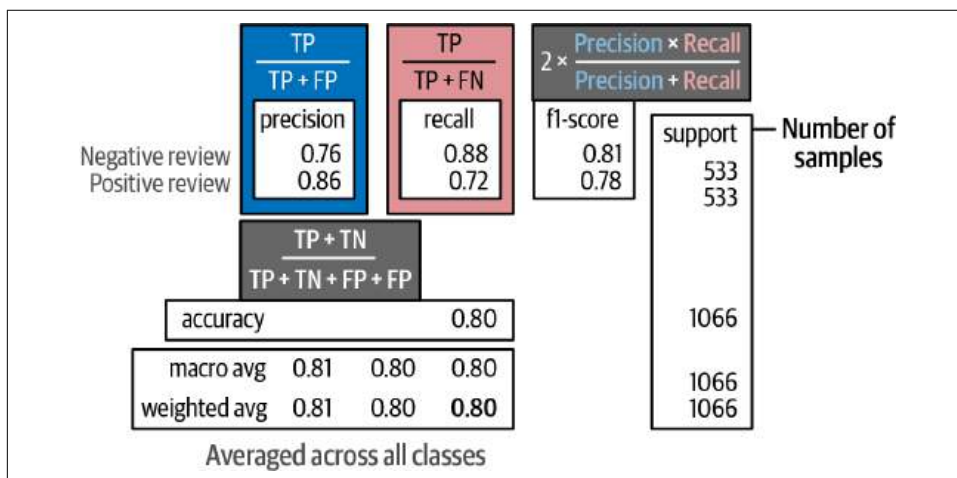 TP
TP + FP
TP
TP + FN
2 × Precision × Recall
Precision + Recall
precision
recall
f1-score
support
Number of
samples
Negative review 0.76 0.88 0.81 533
Positive review 0.86 0.72 0.78 533
TP + TN
TP + TN + FP + FP
accuracy 0.80 1066
macro avg 0.81 0.80 0.80 1066
weighted avg 0.81 0.80 0.80 1066
Averaged across all classes